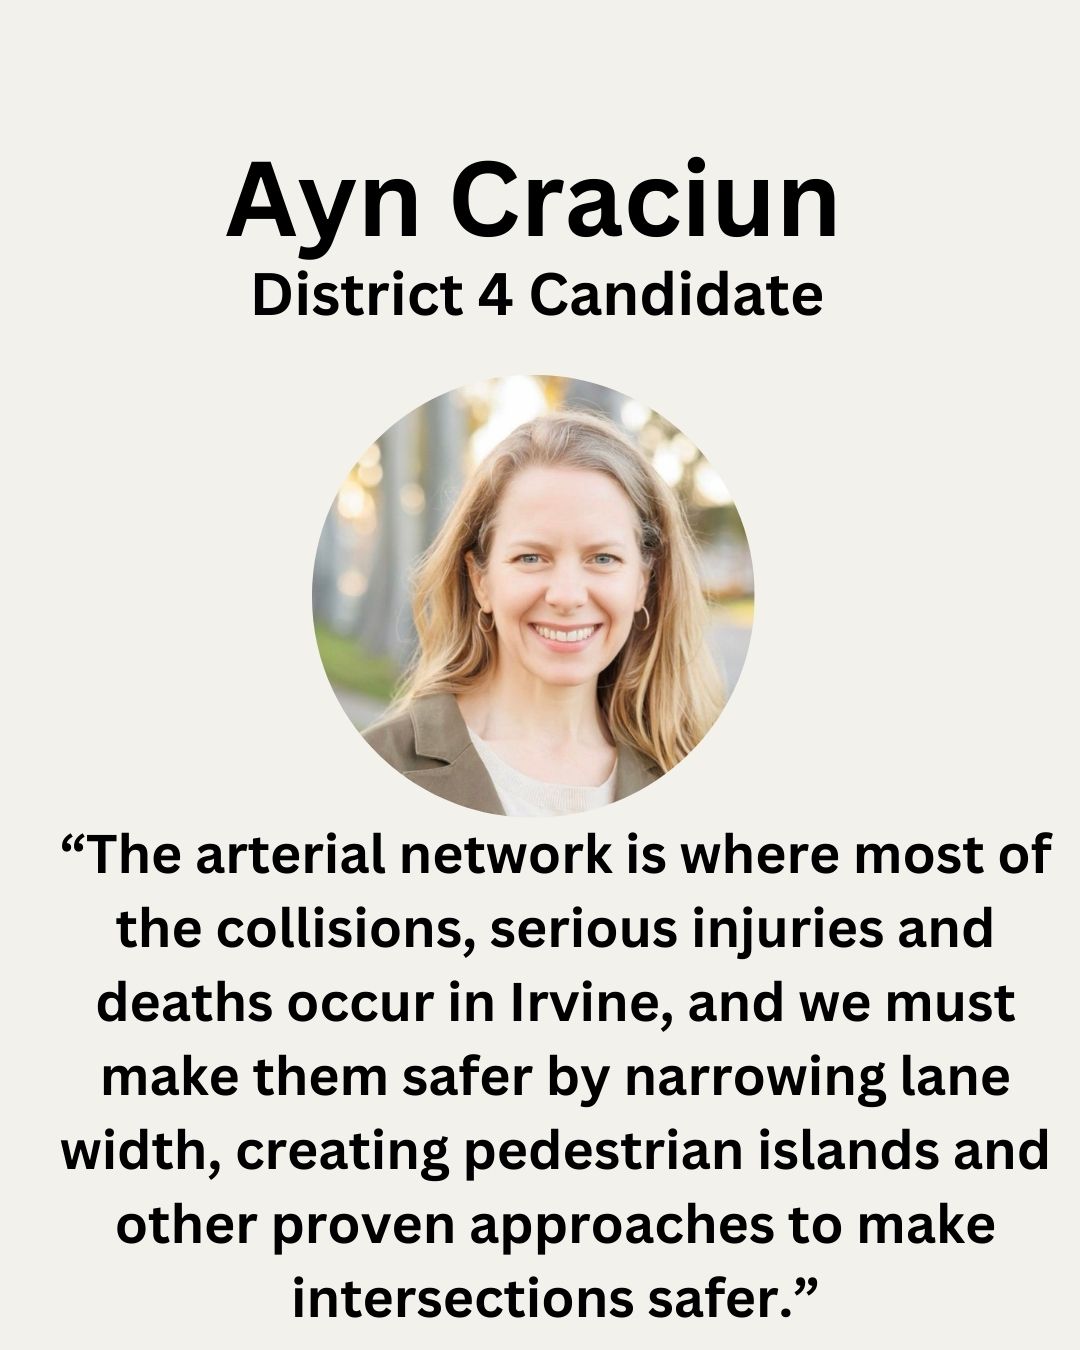 Ayn Craciun
District 4 Candidate
“The arterial network is where most of
the collisions, serious injuries and
deaths occur in Irvine, and we must
make them safer by narrowing lane
width, creating pedestrian islands and
other proven approaches to make
intersections safer.”